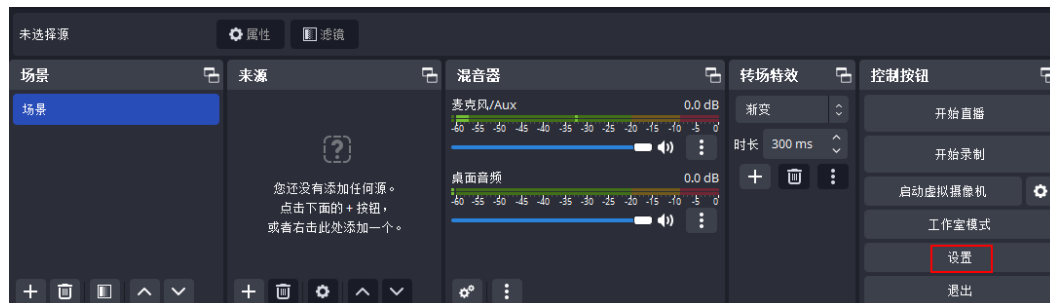 未选择源
属性
滤镜
场景
来源
混音器
转场特效
控制按钮
场景
您还没有添加任何源。
点击下面的 + 按钮，
或者右击此处添加一个。
麦克风/Aux
0.0 dB
-60 -55 -50 -45 -40 -35 -30 -25 -20 -15 -10 -5 0
桌面音频
0.0 dB
-60 -55 -50 -45 -40 -35 -30 -25 -20 -15 -10 -5 0
渐变
时长 300 ms
开始直播
开始录制
启动虚拟摄像机
工作室模式
设置
退出